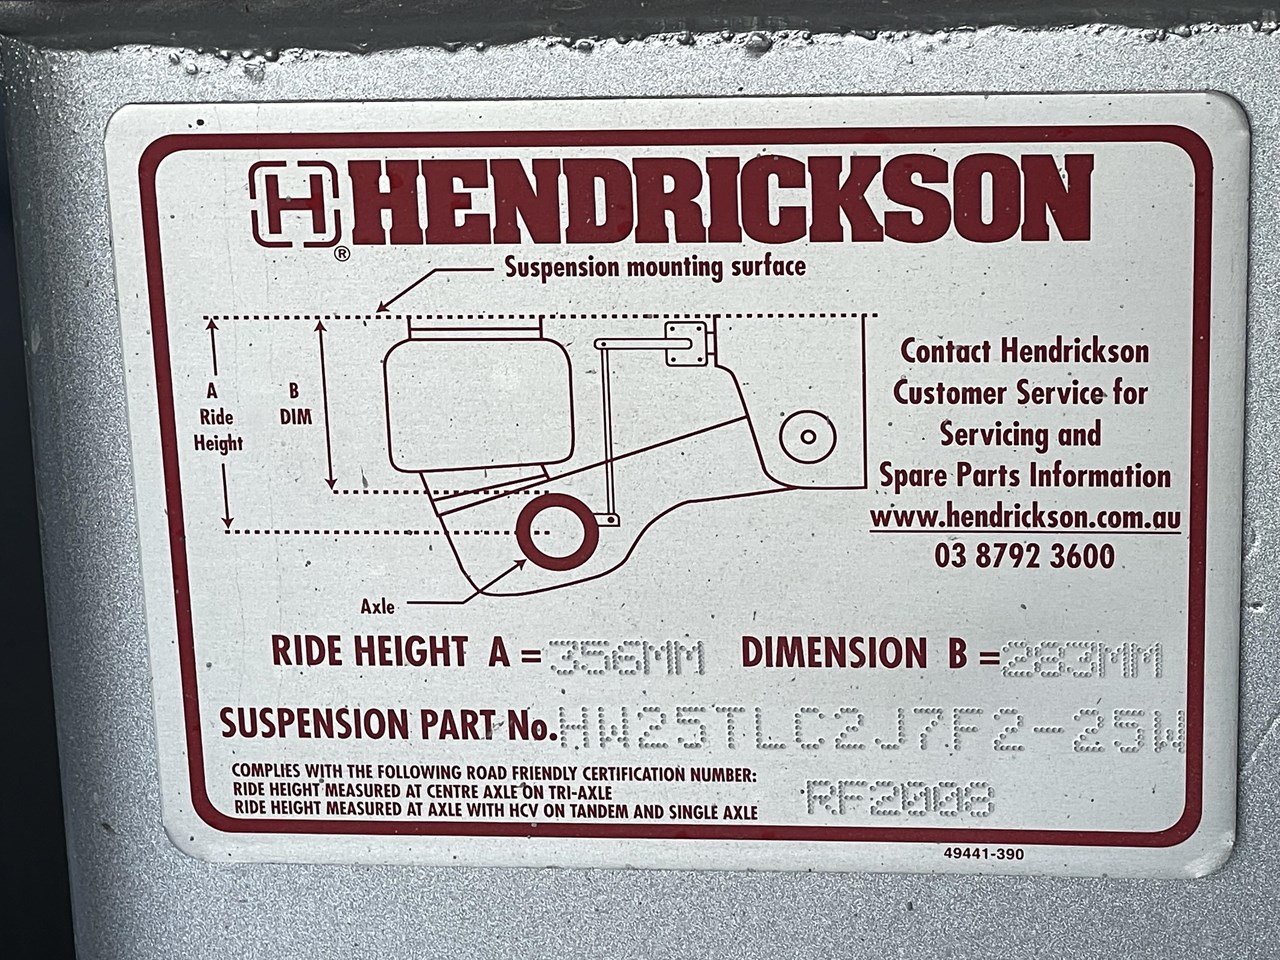 H HENDRICKSON
®
Suspension mounting surface
A
Ride
Height
B
DIM
Axle
Contact Hendrickson
Customer Service for
Servicing and
Spare Parts Information
www.hendrickson.com.au
03 8792 3600
RIDE HEIGHT A = 356MM DIMENSION B = 283MM
SUSPENSION PART No. HW25TLC2J7F2-25W
COMPLIES WITH THE FOLLOWING ROAD FRIENDLY CERTIFICATION NUMBER:
RIDE HEIGHT MEASURED AT CENTRE AXLE ON TRI-AXLE
RIDE HEIGHT MEASURED AT AXLE WITH HCV ON TANDEM AND SINGLE AXLE
RF2008
49441-390